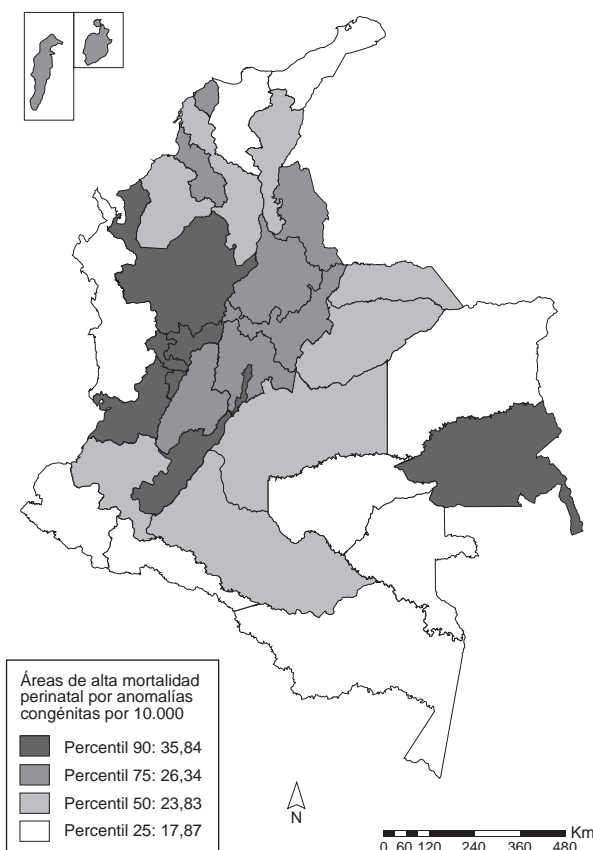 Áreas de alta mortalidad
perinatal por anomalías
congénitas por 10.000
Percentil 90: 35,84
Percentil 75: 26,34
Percentil 50: 23,83
Percentil 25: 17,87
N
Km
0 60 120 240 360 480